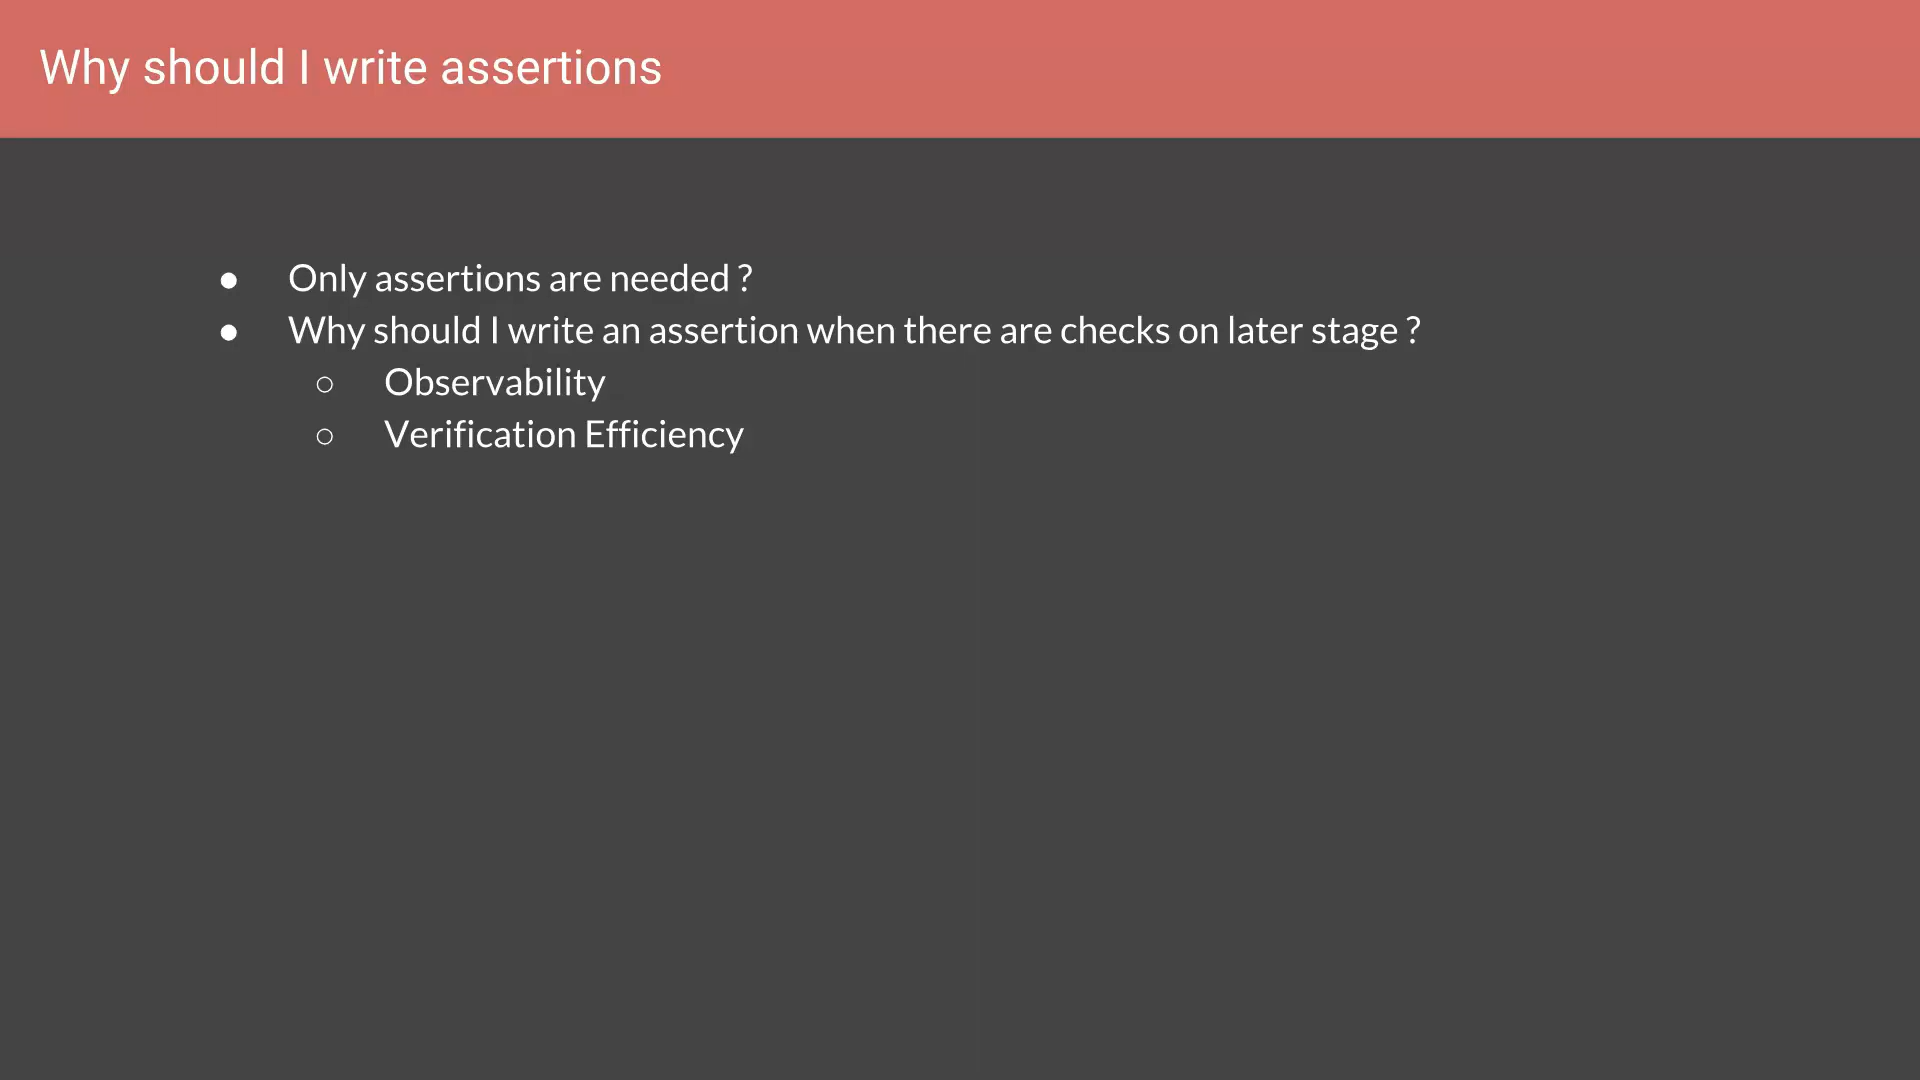 Why should I write assertions
● Only assertions are needed ?
● Why should I write an assertion when there are checks on later stage ?
○ Observability
○ Verification Efficiency